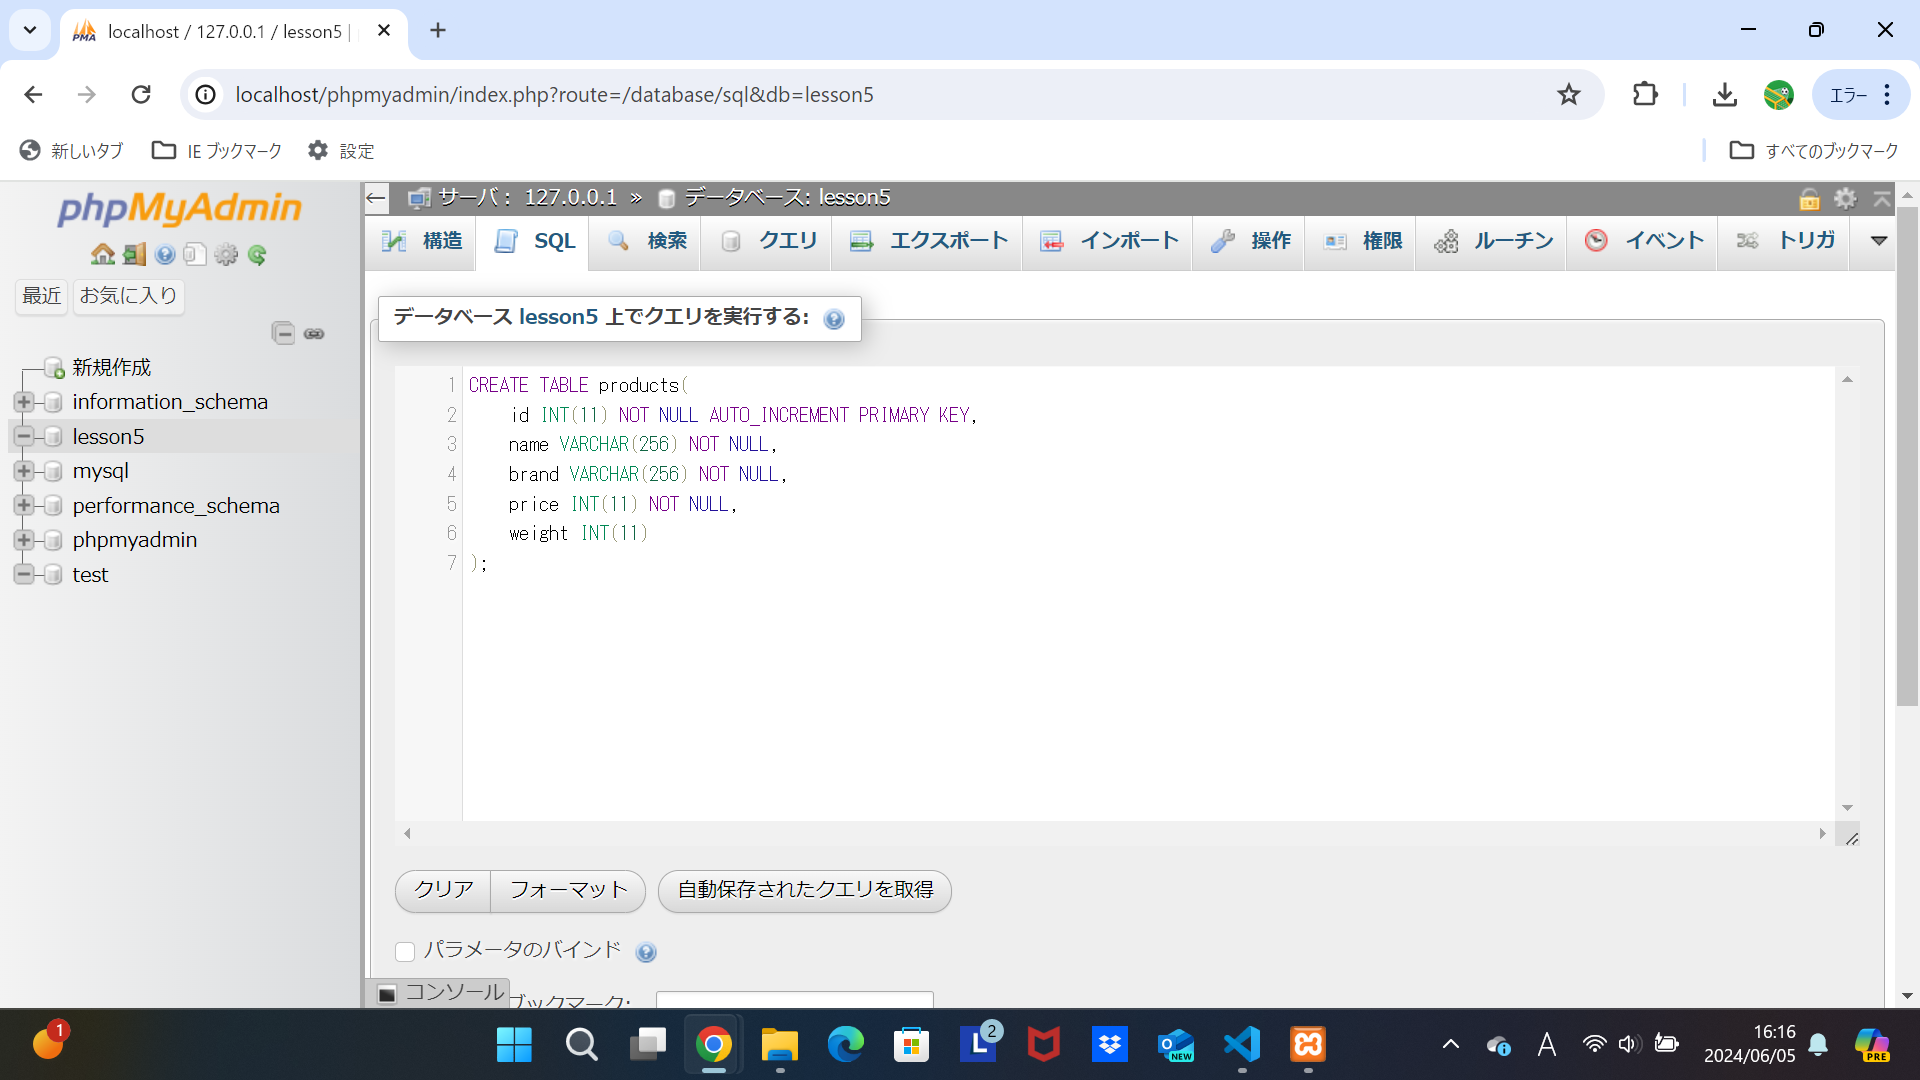 PMA localhost / 127.0.0.1 / lesson5 |
localhost/phpmyadmin/index.php?route=/database/sql&db=lesson5
エラー
新しいタブ IE ブックマーク 設定 すべてのブックマーク
phpMyAdmin
最近 お気に入り
新規作成
information_schema
lesson5
mysql
performance_schema
phpmyadmin
test
サーバ: 127.0.0.1 » データベース: lesson5
構造 SQL 検索 クエリ エクスポート インポート 操作 権限 ルーチン イベント トリガ
データベース lesson5 上でクエリを実行する:
1 CREATE TABLE products(
2 id INT(11) NOT NULL AUTO_INCREMENT PRIMARY KEY,
3 name VARCHAR(256) NOT NULL,
4 brand VARCHAR(256) NOT NULL,
5 price INT(11) NOT NULL,
6 weight INT(11)
7 );
クリア フォーマット 自動保存されたクエリを取得
パラメータのバインド
コンソール ブックマーク:
1
L 2
NEW
A
16:16
2024/06/05
PRE